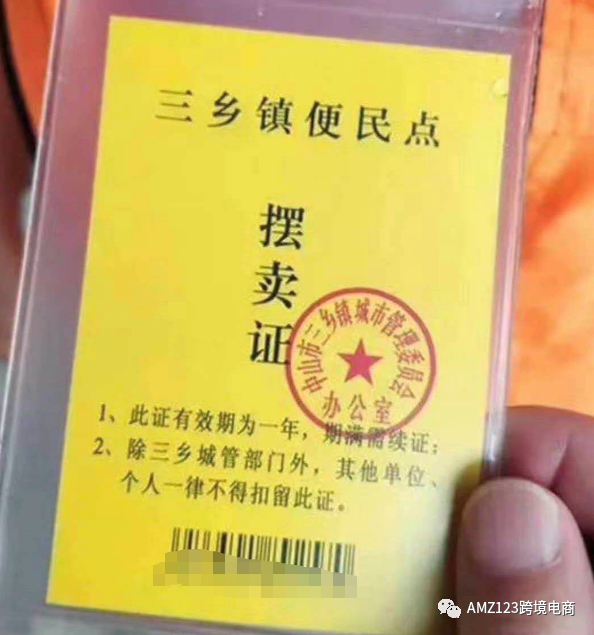 三乡镇便民点
摆
卖
证
中山市三乡镇城市管理委员会
办公室
1、此证有效期为一年，期满需续证；
2、除三乡城管部门外，其他单位、
个人一律不得扣留此证。
AMZ123跨境电商